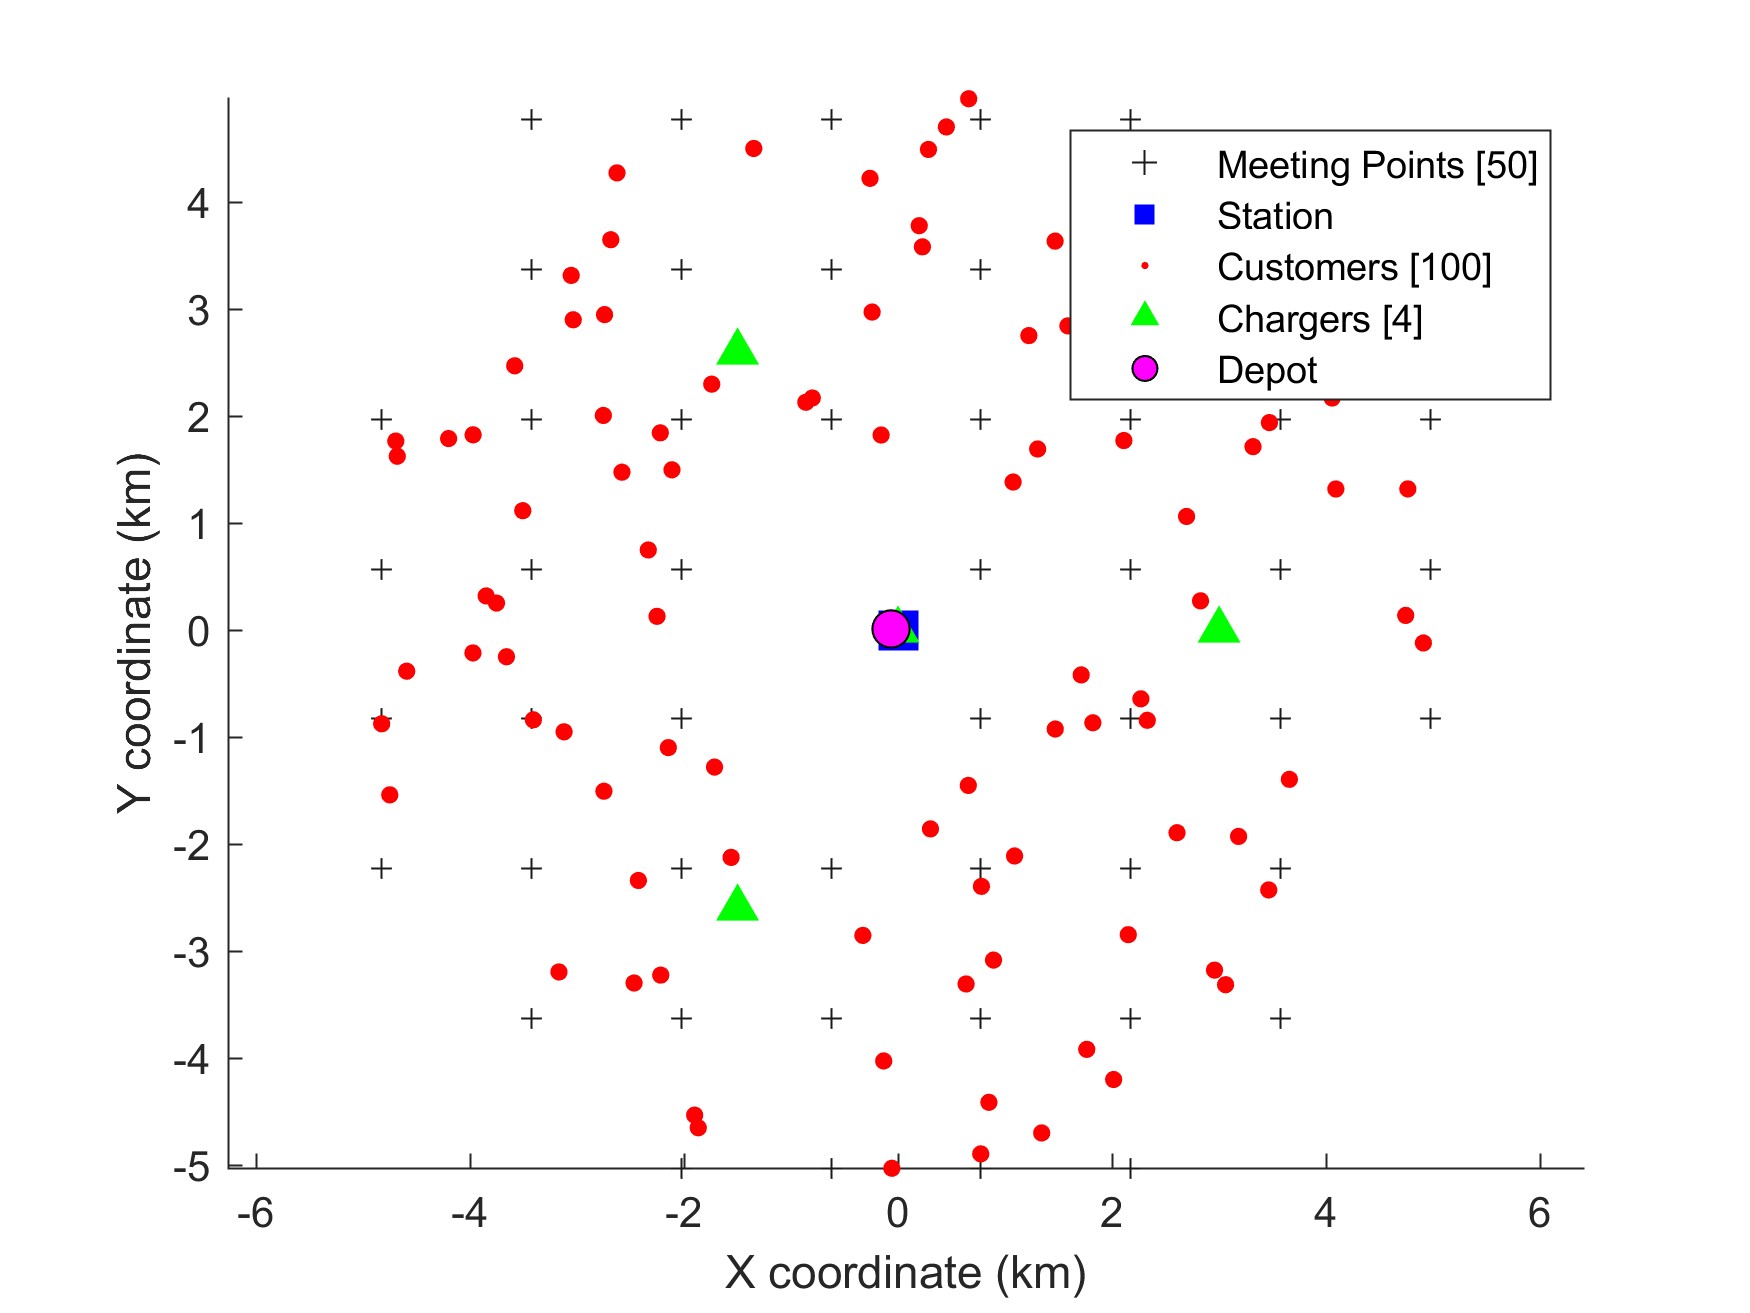 Meeting Points [50]
Station
Customers [100]
Chargers [4]
Depot
4
3
2
1
0
-1
-2
-3
-4
-5
Y coordinate (km)
-6 -4 -2 0 2 4 6
X coordinate (km)